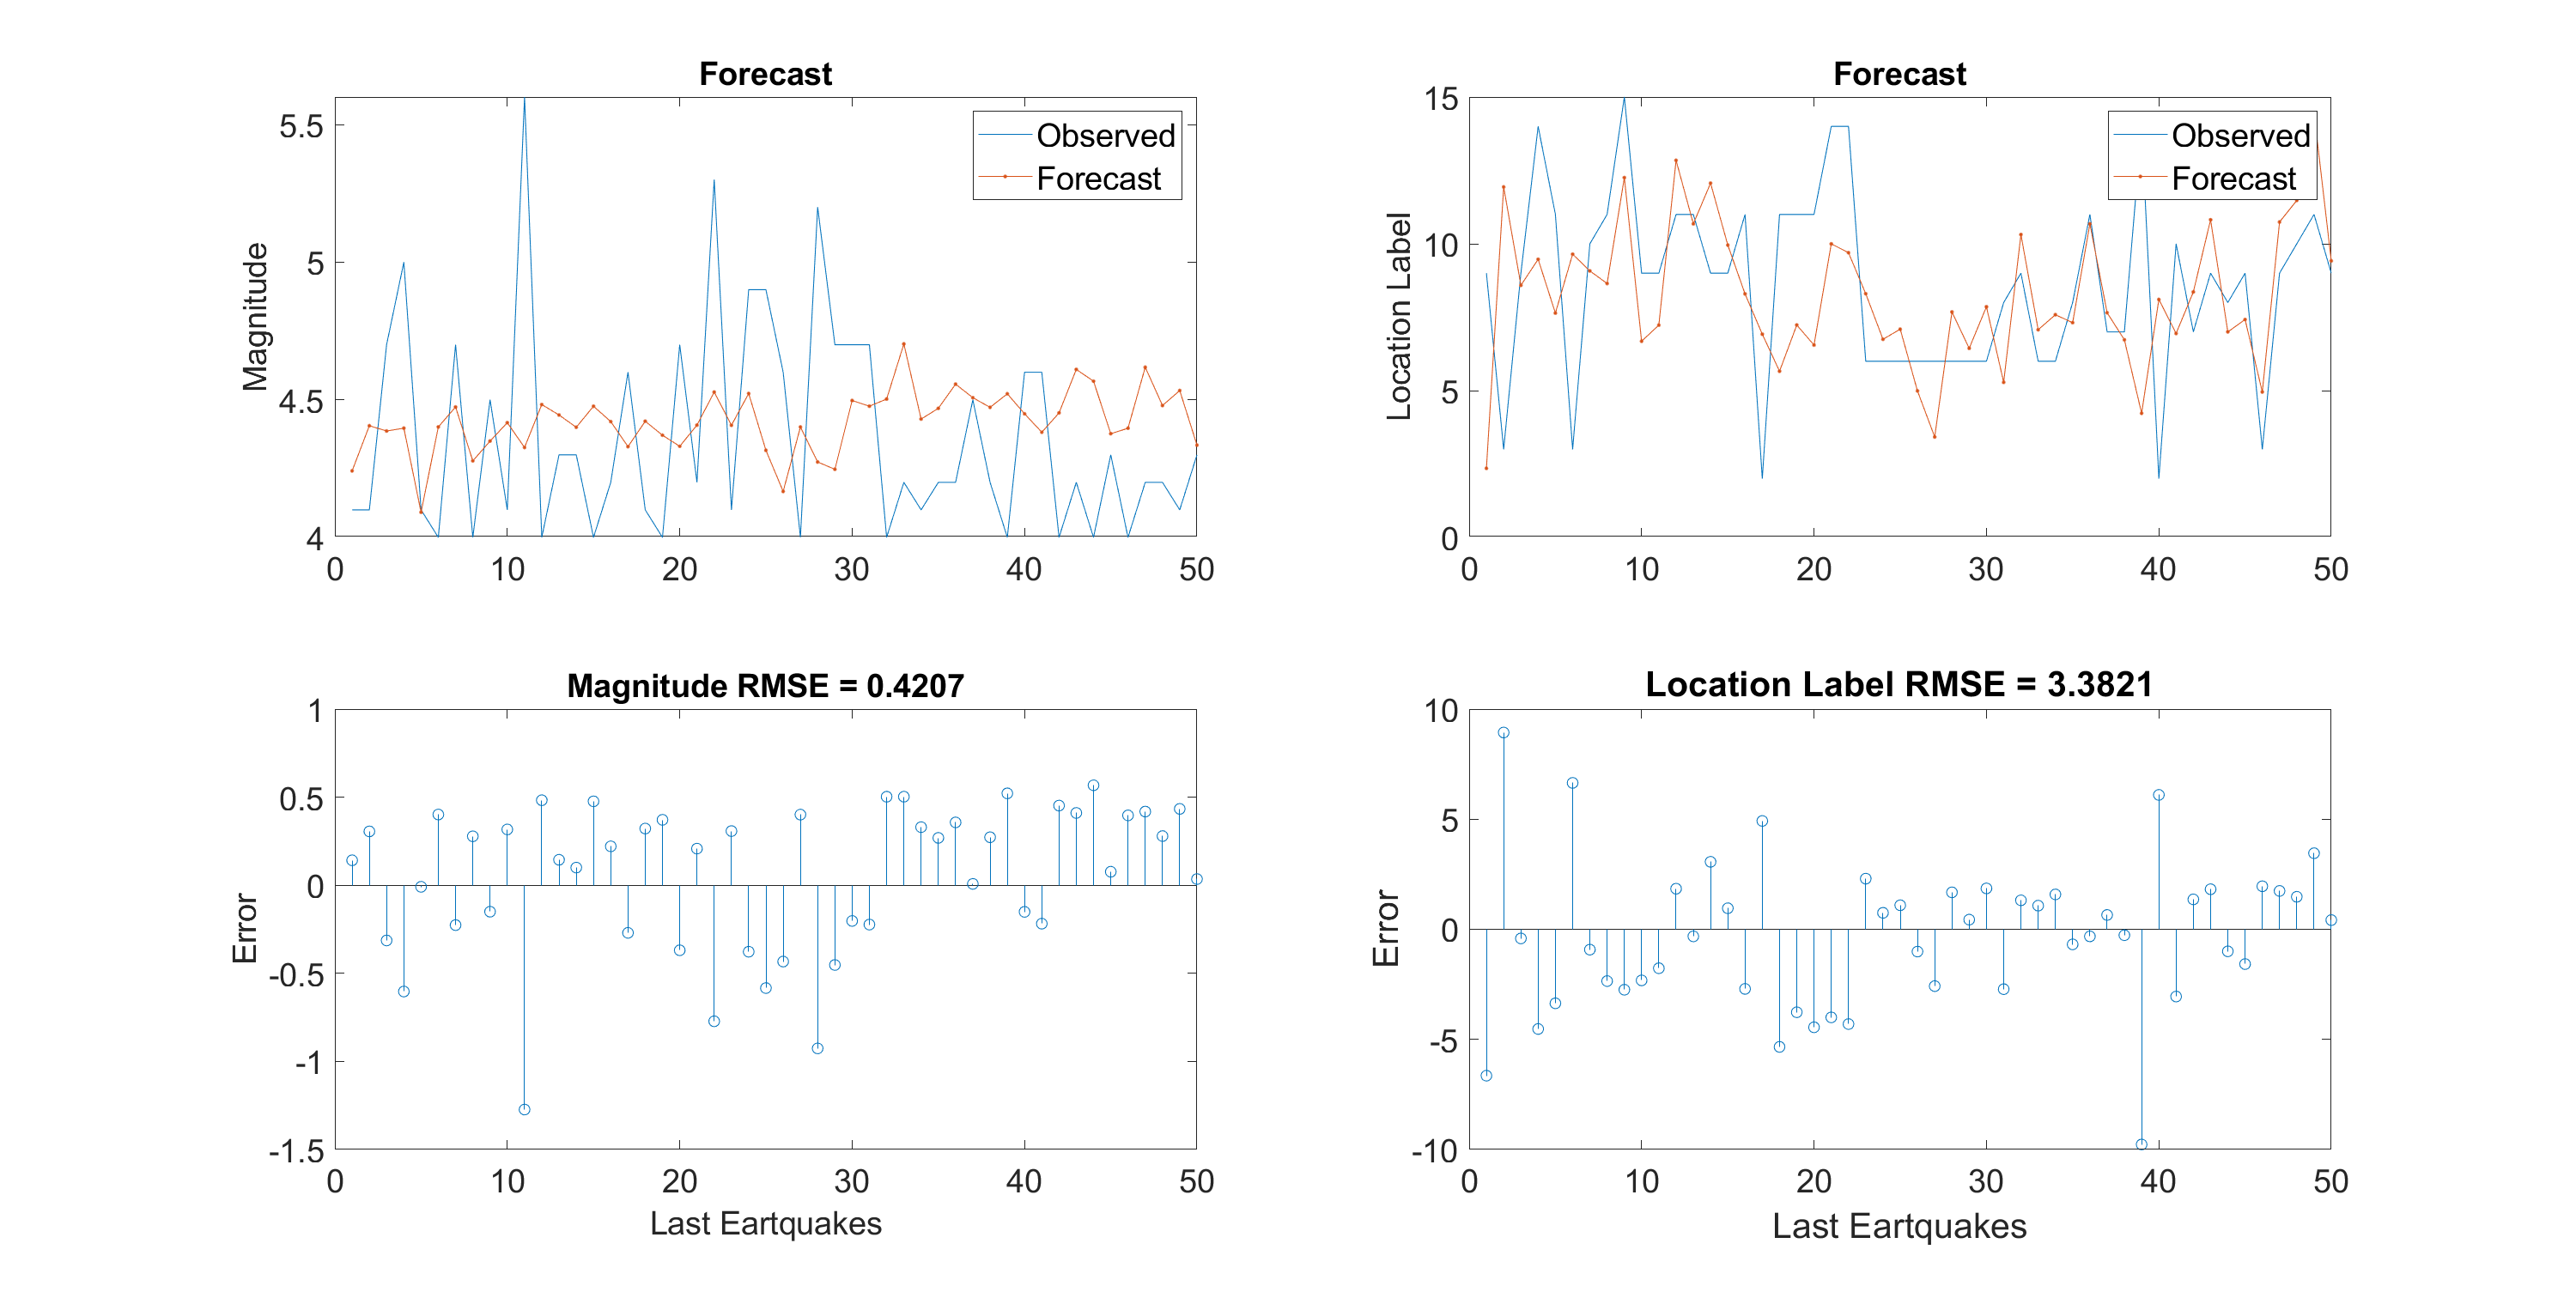 Forecast
5.5
5
4.5
4
Magnitude
Observed
Forecast
0 10 20 30 40 50
Forecast
15
10
5
0
Location Label
Observed
Forecast
0 10 20 30 40 50
Magnitude RMSE = 0.4207
1
0.5
0
-0.5
-1
-1.5
Error
0 10 20 30 40 50
Last Eartquakes
Location Label RMSE = 3.3821
10
5
0
-5
-10
Error
0 10 20 30 40 50
Last Eartquakes